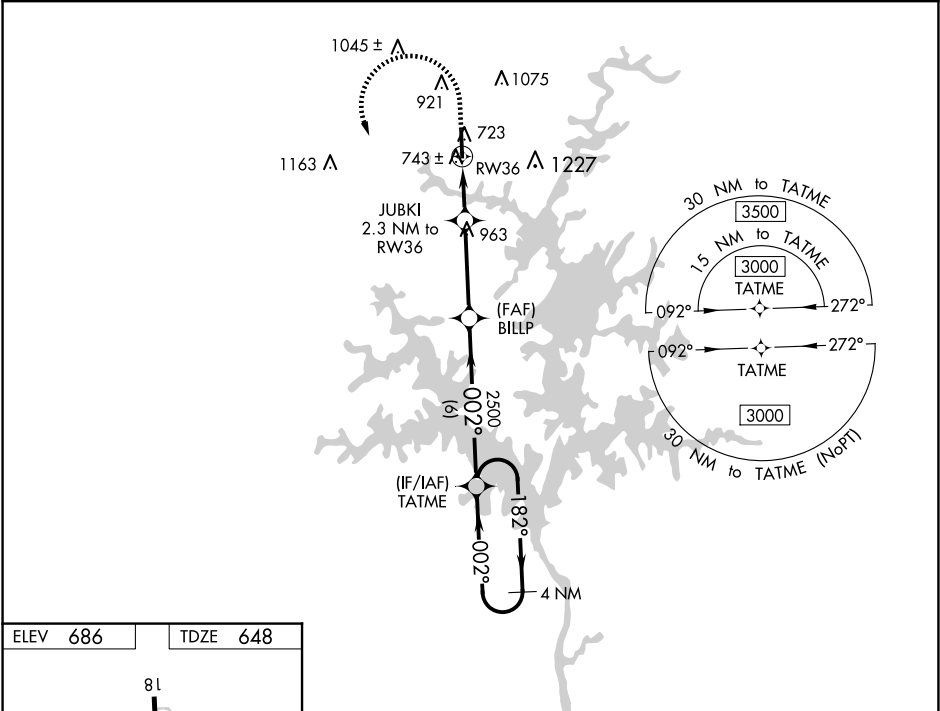 1045 ±
921
1075
723
1163
743 ±
RW36
1227
JUBKI
2.3 NM to
RW36
963
(FAF)
BILLP
2500
002°
(6)
(IF/IAF)
TATME
182°
002°
4 NM
30 NM to TATME
3500
15 NM to TATME
3000
TATME
092°
272°
092°
272°
TATME
3000
30 NM to TATME (NoPT)
ELEV 686
TDZE 648
18